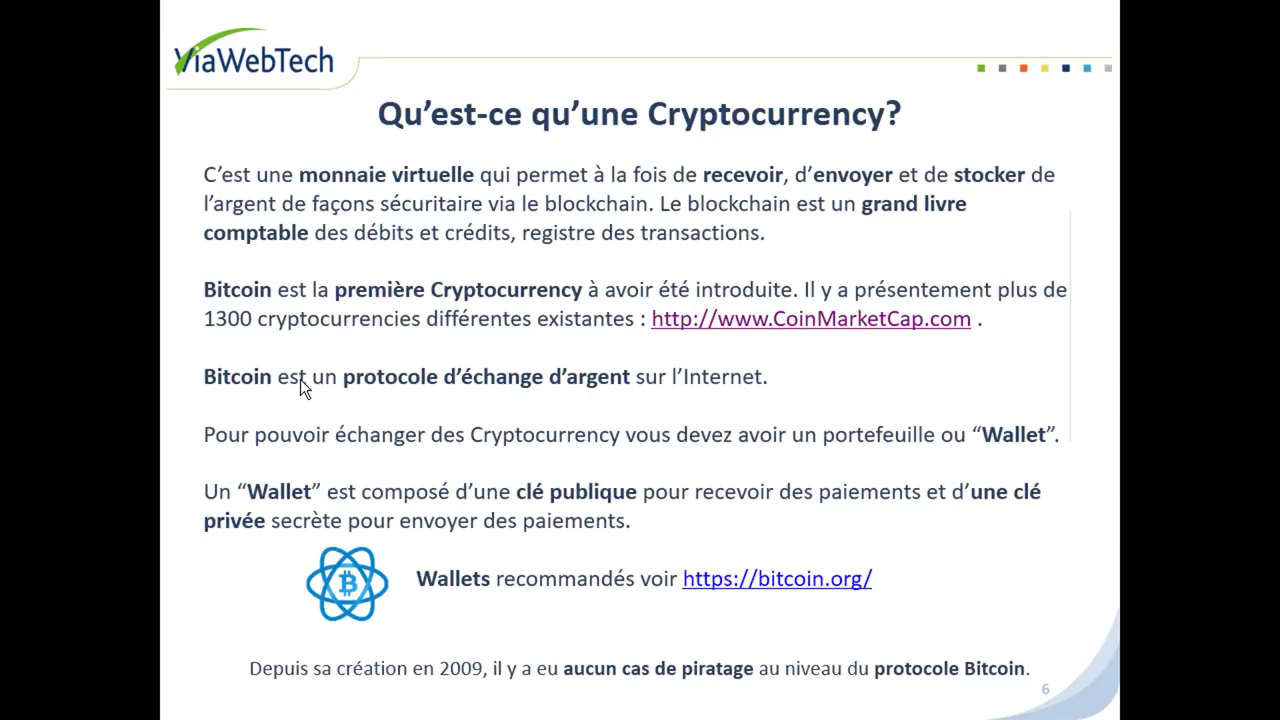 ViaWebTech
Qu’est-ce qu’une Cryptocurrency?
C’est une monnaie virtuelle qui permet à la fois de recevoir, d’envoyer et de stocker de
l’argent de façons sécuritaire via le blockchain. Le blockchain est un grand livre
comptable des débits et crédits, registre des transactions.
Bitcoin est la première Cryptocurrency à avoir été introduite. Il y a présentement plus de
1300 cryptocurrencies différentes existantes : http://www.CoinMarketCap.com .
Bitcoin est un protocole d’échange d’argent sur l’Internet.
Pour pouvoir échanger des Cryptocurrency vous devez avoir un portefeuille ou “Wallet”.
Un “Wallet” est composé d’une clé publique pour recevoir des paiements et d’une clé
privée secrète pour envoyer des paiements.
Wallets recommandés voir https://bitcoin.org/
Depuis sa création en 2009, il y a eu aucun cas de piratage au niveau du protocole Bitcoin.
6